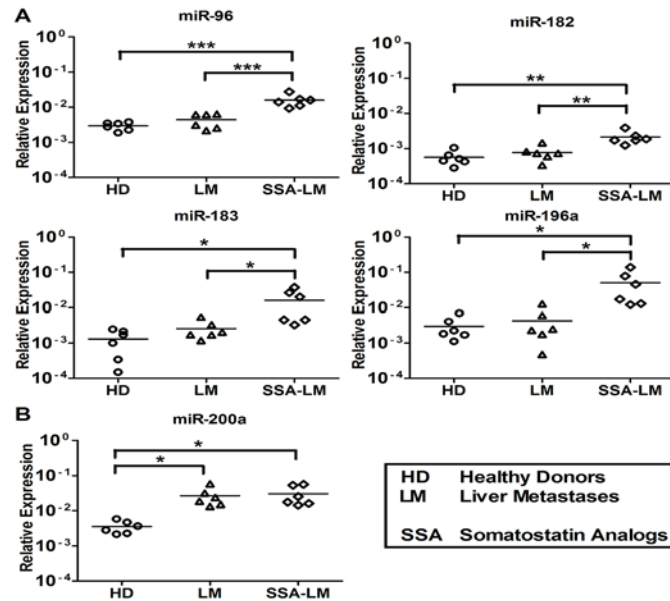 A
miR-96
Relative Expression
10⁰
10⁻¹
10⁻²
10⁻³
10⁻⁴
***
***
HD LM SSA-LM
miR-182
Relative Expression
10⁰
10⁻¹
10⁻²
10⁻³
10⁻⁴
**
**
HD LM SSA-LM
miR-183
Relative Expression
10⁰
10⁻¹
10⁻²
10⁻³
10⁻⁴
*
*
HD LM SSA-LM
miR-196a
Relative Expression
10⁰
10⁻¹
10⁻²
10⁻³
10⁻⁴
*
*
HD LM SSA-LM
B
miR-200a
Relative Expression
10⁰
10⁻¹
10⁻²
10⁻³
10⁻⁴
*
*
HD LM SSA-LM
HD Healthy Donors
LM Liver Metastases
SSA Somatostatin Analogs